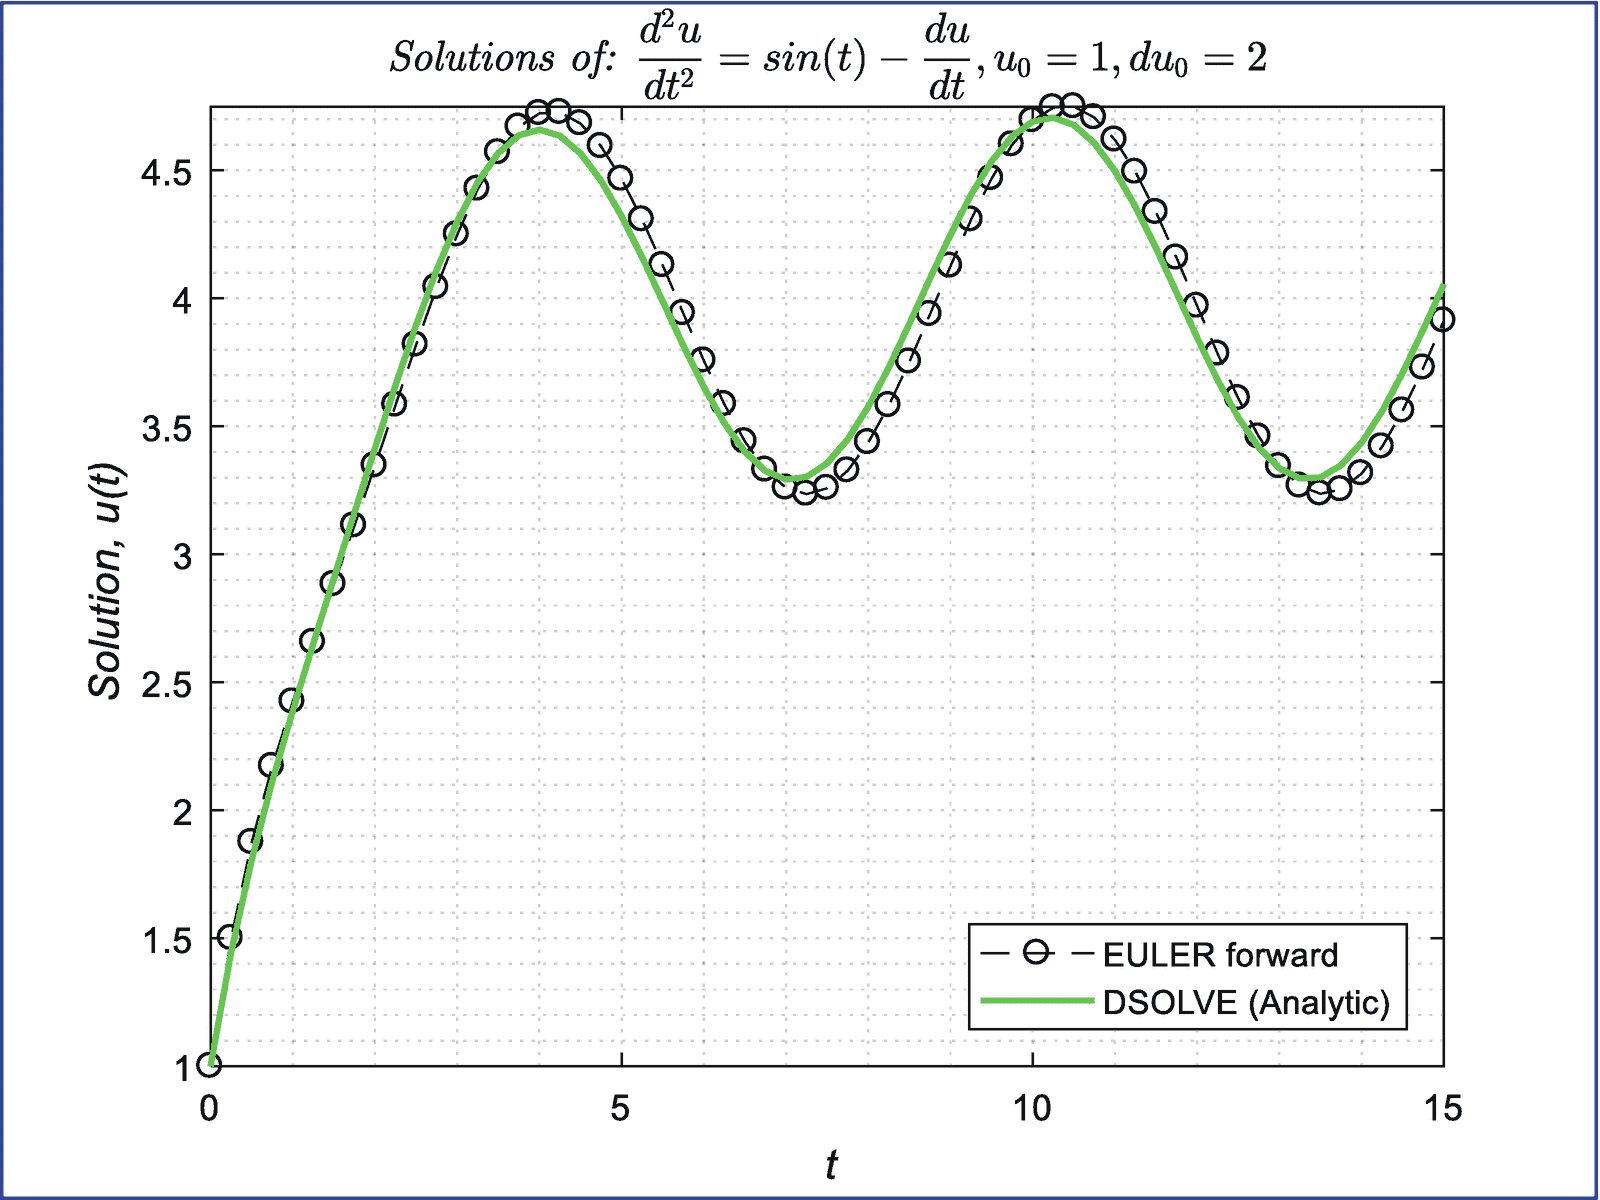 Solutions of: d²u/dt² = sin(t) − du/dt, u₀ = 1, du₀ = 2
4.5
4
3.5
3
2.5
2
1.5
1
Solution, u(t)
EULER forward
DSOLVE (Analytic)
0 5 10 15
t